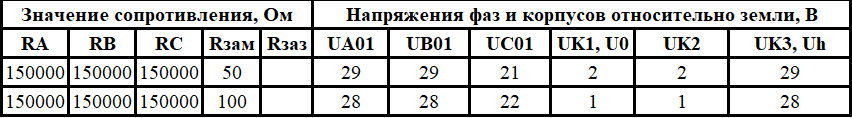 Значение сопротивления, Ом Напряжения фаз и корпусов относительно земли, В
RA RB RC Rзам Rзаз UA01 UB01 UC01 UK1, U0 UK2 UK3, Uh
150000 150000 150000 50 29 29 21 2 2 29
150000 150000 150000 100 28 28 22 1 1 28